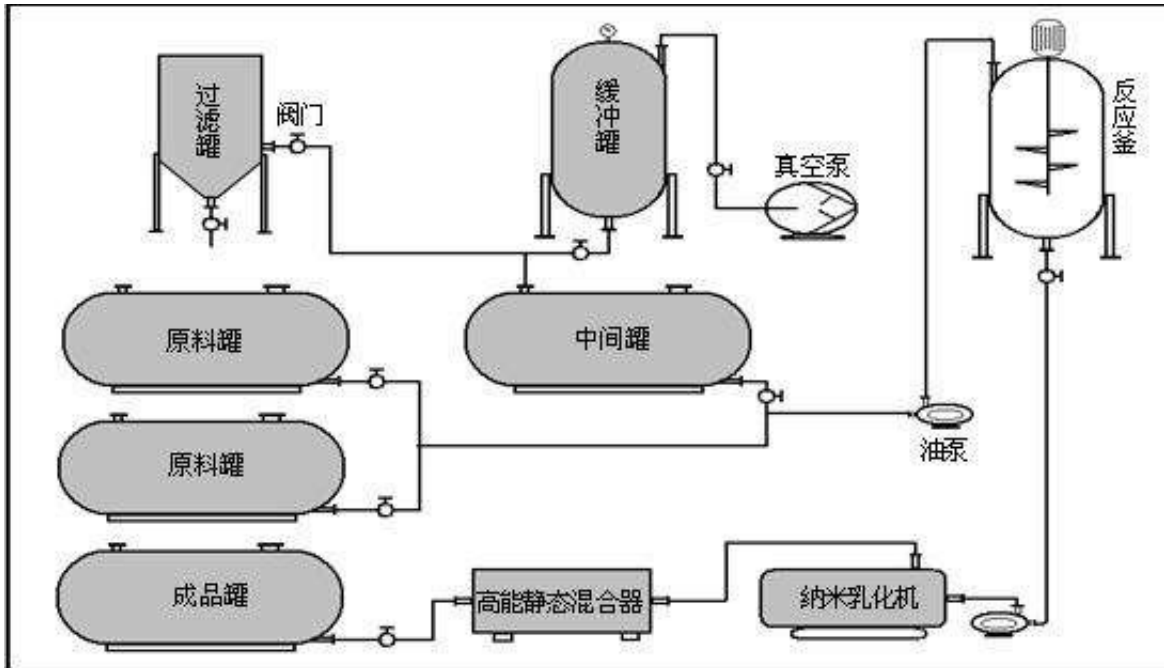 过滤罐
阀门
缓冲罐
真空泵
反应釜
原料罐
中间罐
原料罐
油泵
成品罐
高能静态混合器
纳米乳化机